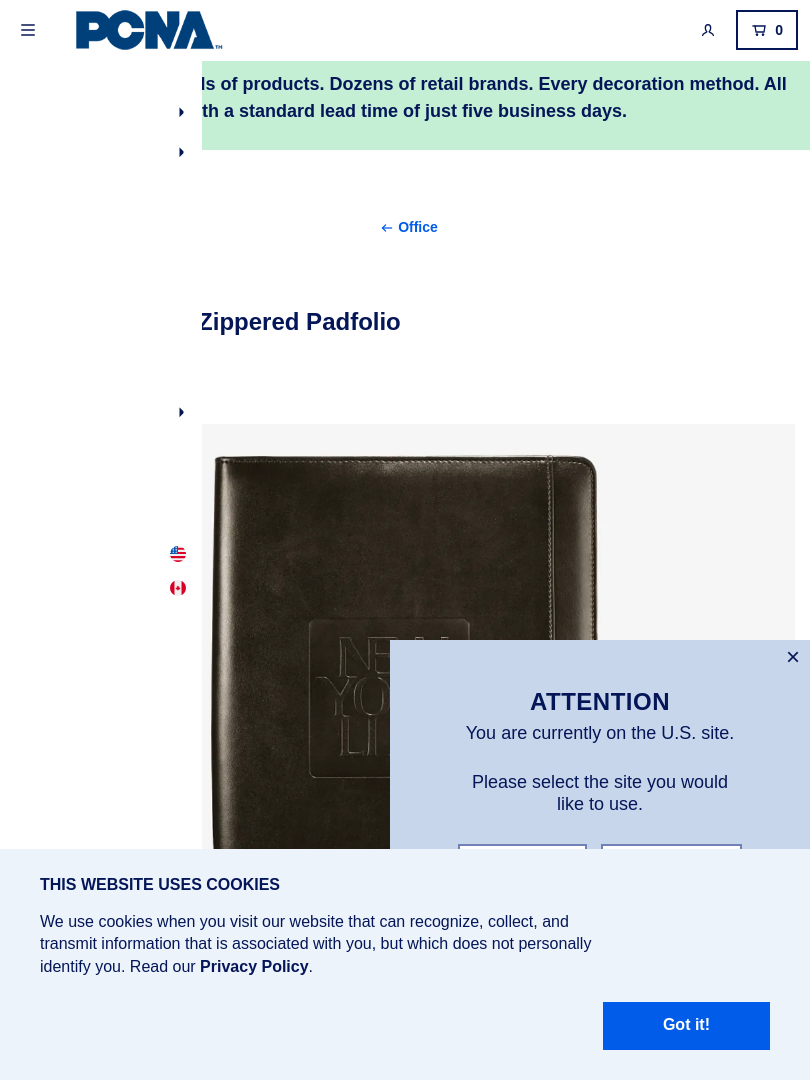 PCNA™
0
ls of products. Dozens of retail brands. Every decoration method. All
th a standard lead time of just five business days.
← Office
Zippered Padfolio
ATTENTION
You are currently on the U.S. site.
Please select the site you would
like to use.
THIS WEBSITE USES COOKIES
We use cookies when you visit our website that can recognize, collect, and
transmit information that is associated with you, but which does not personally
identify you. Read our Privacy Policy.
Got it!